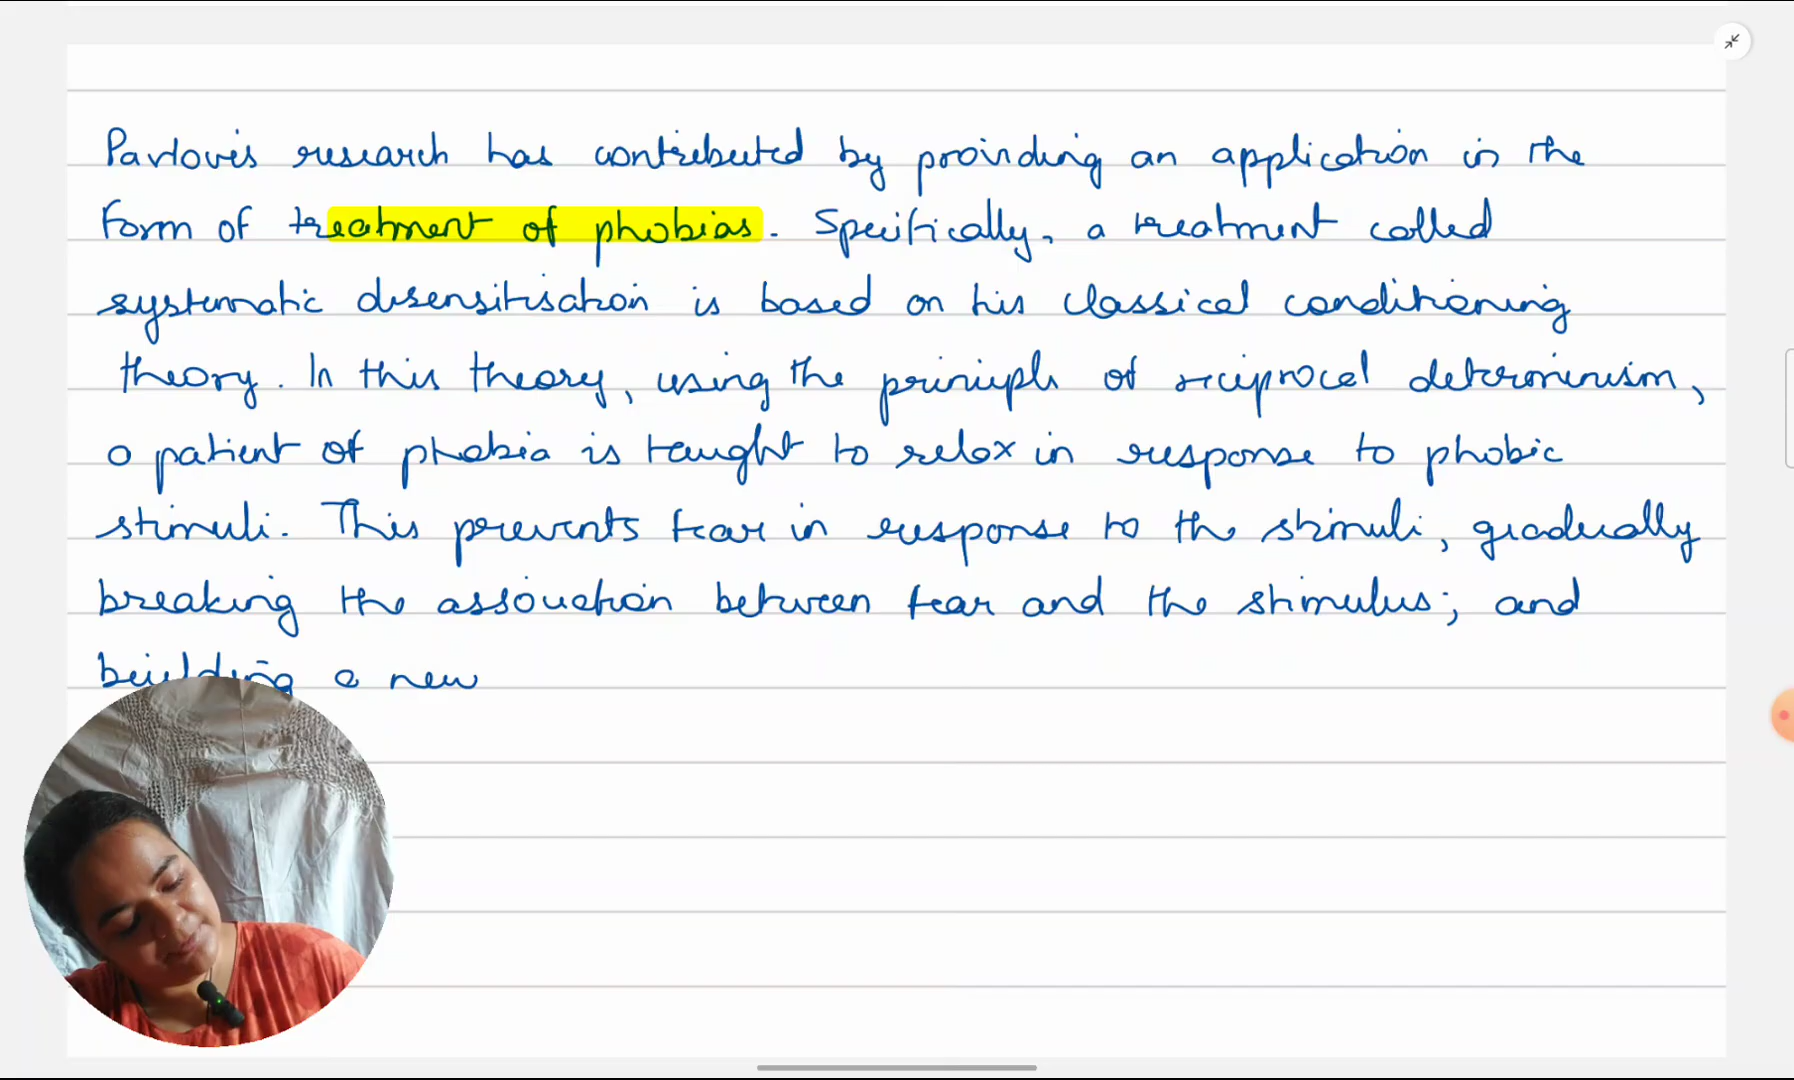 Pavlov's research has contributed by providing an application in the
form of treatment of phobias. Specifically, a treatment called
systematic desensitisation is based on his classical conditioning
theory. In this theory, using the principle of reciprocal determinism,
a patient of phobia is taught to relax in response to phobic
stimuli. This prevents fear in response to the stimuli, gradually
breaking the association between fear and the stimulus; and
building a new